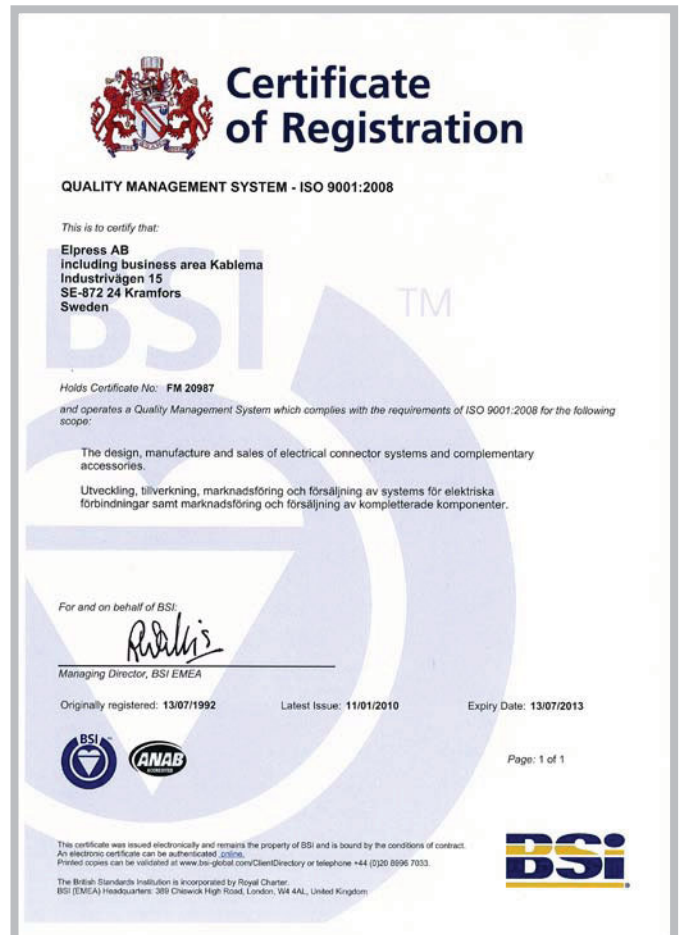 Certificate
of Registration
QUALITY MANAGEMENT SYSTEM - ISO 9001:2008
This is to certify that:
Elpress AB
including business area Kablema
Industrivägen 15
SE-872 24 Kramfors
Sweden
BSI
TM
Holds Certificate No: FM 20987
and operates a Quality Management System which complies with the requirements of ISO 9001:2008 for the following
scope:
The design, manufacture and sales of electrical connector systems and complementary
accessories.
Utveckling, tillverkning, marknadsföring och försäljning av systems för elektriska
förbindningar samt marknadsföring och försäljning av kompletterade komponenter.
For and on behalf of BSI:
Managing Director, BSI EMEA
Originally registered: 13/07/1992 Latest Issue: 11/01/2010 Expiry Date: 13/07/2013
BSI
ANAB
ACCREDITED
Page: 1 of 1
This certificate was issued electronically and remains the property of BSI and is bound by the conditions of contract.
An electronic certificate can be authenticated online.
Printed copies can be validated at www.bsi-global.com/ClientDirectory or telephone +44 (0)20 8996 7033.
The British Standards Institution is incorporated by Royal Charter.
BSI (EMEA) Headquarters: 389 Chiswick High Road, London, W4 4AL, United Kingdom
BSi